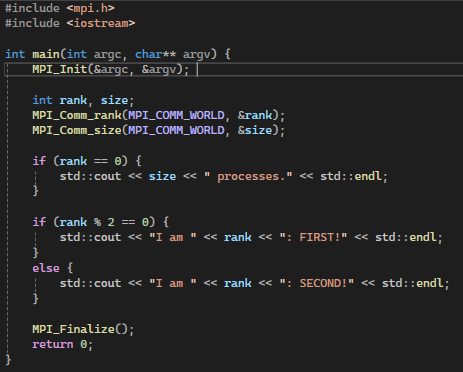 #include <mpi.h>
#include <iostream>
int main(int argc, char** argv) {
MPI_Init(&argc, &argv);
int rank, size;
MPI_Comm_rank(MPI_COMM_WORLD, &rank);
MPI_Comm_size(MPI_COMM_WORLD, &size);
if (rank == 0) {
std::cout << size << " processes." << std::endl;
}
if (rank % 2 == 0) {
std::cout << "I am " << rank << ": FIRST!" << std::endl;
}
else {
std::cout << "I am " << rank << ": SECOND!" << std::endl;
}
MPI_Finalize();
return 0;
}